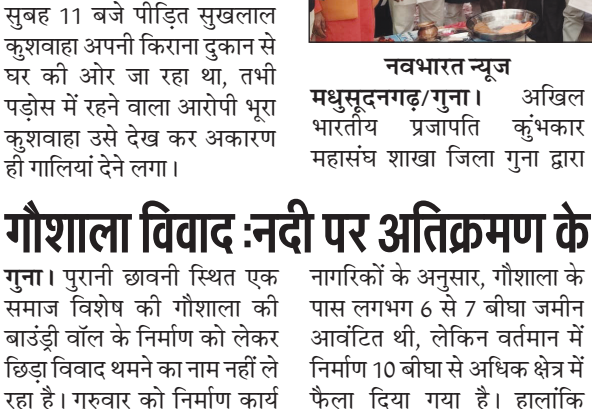 सुबह 11 बजे पीड़ित सुखलाल
कुशवाहा अपनी किराना दुकान से
घर की ओर जा रहा था, तभी
पड़ोस में रहने वाला आरोपी भूरा
कुशवाहा उसे देख कर अकारण
ही गालियां देने लगा।
नवभारत न्यूज
मधुसूदनगढ़/गुना। अखिल
भारतीय प्रजापति कुंभकार
महासंघ शाखा जिला गुना द्वारा
गौशाला विवाद :नदी पर अतिक्रमण के
गुना। पुरानी छावनी स्थित एक
समाज विशेष की गौशाला की
बाउंड्री वॉल के निर्माण को लेकर
छिड़ा विवाद थमने का नाम नहीं ले
रहा है। गुरुवार को निर्माण कार्य
नागरिकों के अनुसार, गौशाला के
पास लगभग 6 से 7 बीघा जमीन
आवंटित थी, लेकिन वर्तमान में
निर्माण 10 बीघा से अधिक क्षेत्र में
फैला दिया गया है। हालांकि